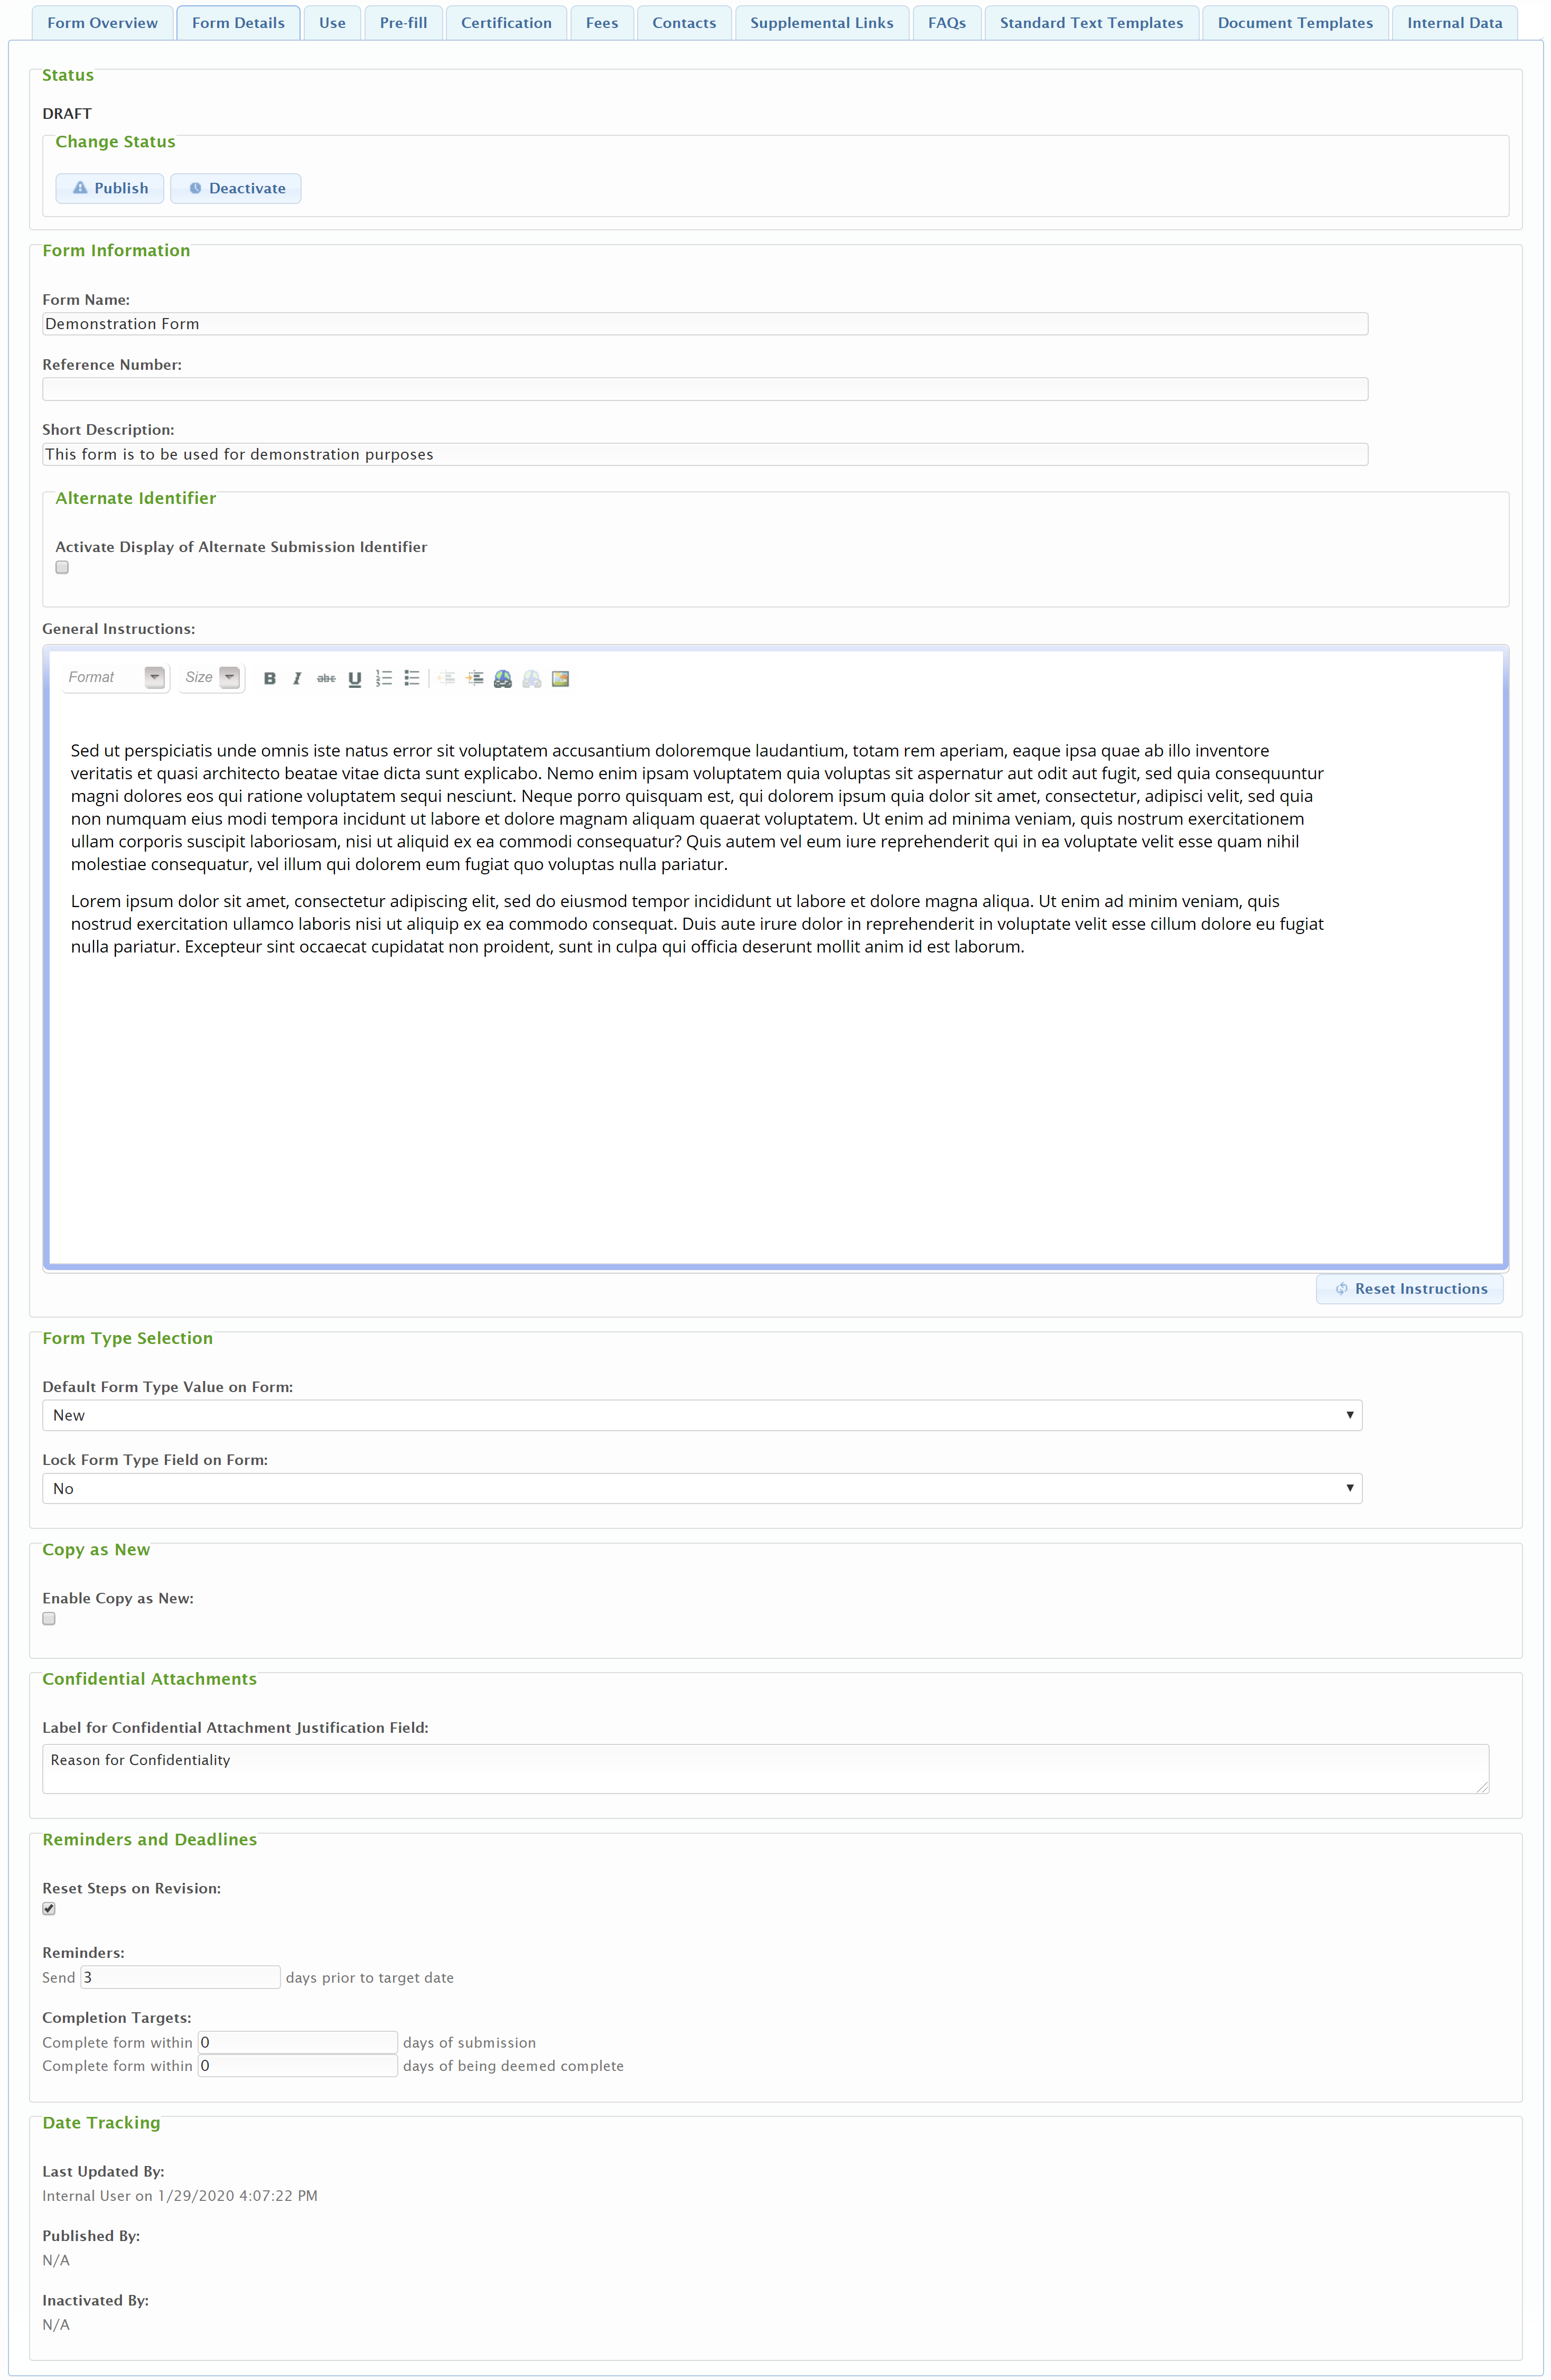 Form Overview Form Details Use Pre-fill Certification Fees Contacts Supplemental Links FAQs Standard Text Templates Document Templates Internal Data
Status
DRAFT
Change Status
Publish Deactivate
Form Information
Form Name:
Demonstration Form
Reference Number:
Short Description:
This form is to be used for demonstration purposes
Alternate Identifier
Activate Display of Alternate Submission Identifier
General Instructions:
Format Size B I abc U
Sed ut perspiciatis unde omnis iste natus error sit voluptatem accusantium doloremque laudantium, totam rem aperiam, eaque ipsa quae ab illo inventore
veritatis et quasi architecto beatae vitae dicta sunt explicabo. Nemo enim ipsam voluptatem quia voluptas sit aspernatur aut odit aut fugit, sed quia consequuntur
magni dolores eos qui ratione voluptatem sequi nesciunt. Neque porro quisquam est, qui dolorem ipsum quia dolor sit amet, consectetur, adipisci velit, sed quia
non numquam eius modi tempora incidunt ut labore et dolore magnam aliquam quaerat voluptatem. Ut enim ad minima veniam, quis nostrum exercitationem
ullam corporis suscipit laboriosam, nisi ut aliquid ex ea commodi consequatur? Quis autem vel eum iure reprehenderit qui in ea voluptate velit esse quam nihil
molestiae consequatur, vel illum qui dolorem eum fugiat quo voluptas nulla pariatur.
Lorem ipsum dolor sit amet, consectetur adipiscing elit, sed do eiusmod tempor incididunt ut labore et dolore magna aliqua. Ut enim ad minim veniam, quis
nostrud exercitation ullamco laboris nisi ut aliquip ex ea commodo consequat. Duis aute irure dolor in reprehenderit in voluptate velit esse cillum dolore eu fugiat
nulla pariatur. Excepteur sint occaecat cupidatat non proident, sunt in culpa qui officia deserunt mollit anim id est laborum.
Reset Instructions
Form Type Selection
Default Form Type Value on Form:
New
Lock Form Type Field on Form:
No
Copy as New
Enable Copy as New:
Confidential Attachments
Label for Confidential Attachment Justification Field:
Reason for Confidentiality
Reminders and Deadlines
Reset Steps on Revision:
Reminders:
Send 3 days prior to target date
Completion Targets:
Complete form within 0 days of submission
Complete form within 0 days of being deemed complete
Date Tracking
Last Updated By:
Internal User on 1/29/2020 4:07:22 PM
Published By:
N/A
Inactivated By:
N/A